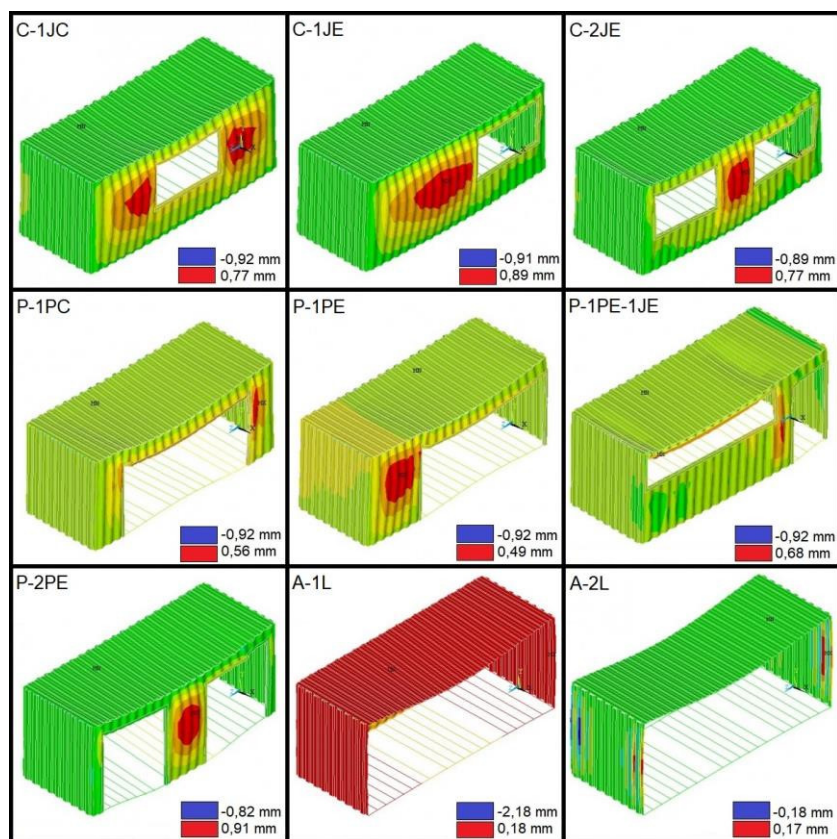 C-1JC
-0,92 mm
0,77 mm
C-1JE
-0,91 mm
0,89 mm
C-2JE
-0,89 mm
0,77 mm
P-1PC
-0,92 mm
0,56 mm
P-1PE
-0,92 mm
0,49 mm
P-1PE-1JE
-0,92 mm
0,68 mm
P-2PE
-0,82 mm
0,91 mm
A-1L
-2,18 mm
0,18 mm
A-2L
-0,18 mm
0,17 mm